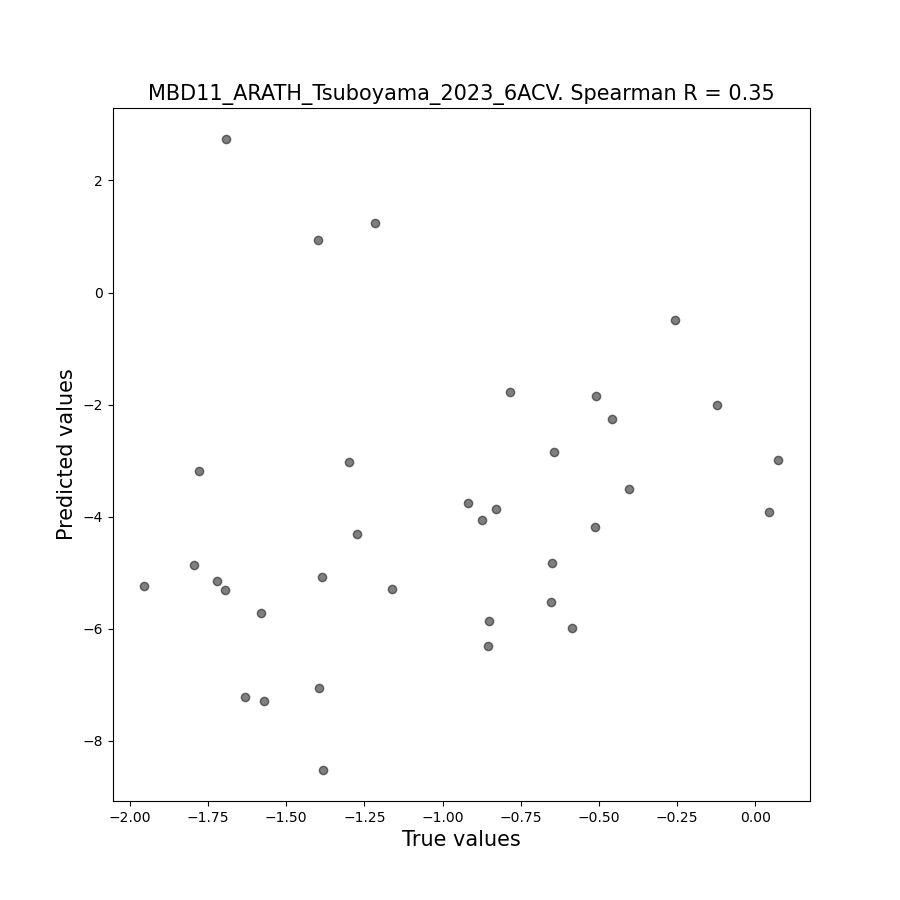 MBD11_ARATH_Tsuboyama_2023_6ACV. Spearman R = 0.35
Predicted values
2
0
−2
−4
−6
−8
−2.00 −1.75 −1.50 −1.25 −1.00 −0.75 −0.50 −0.25 0.00
True values